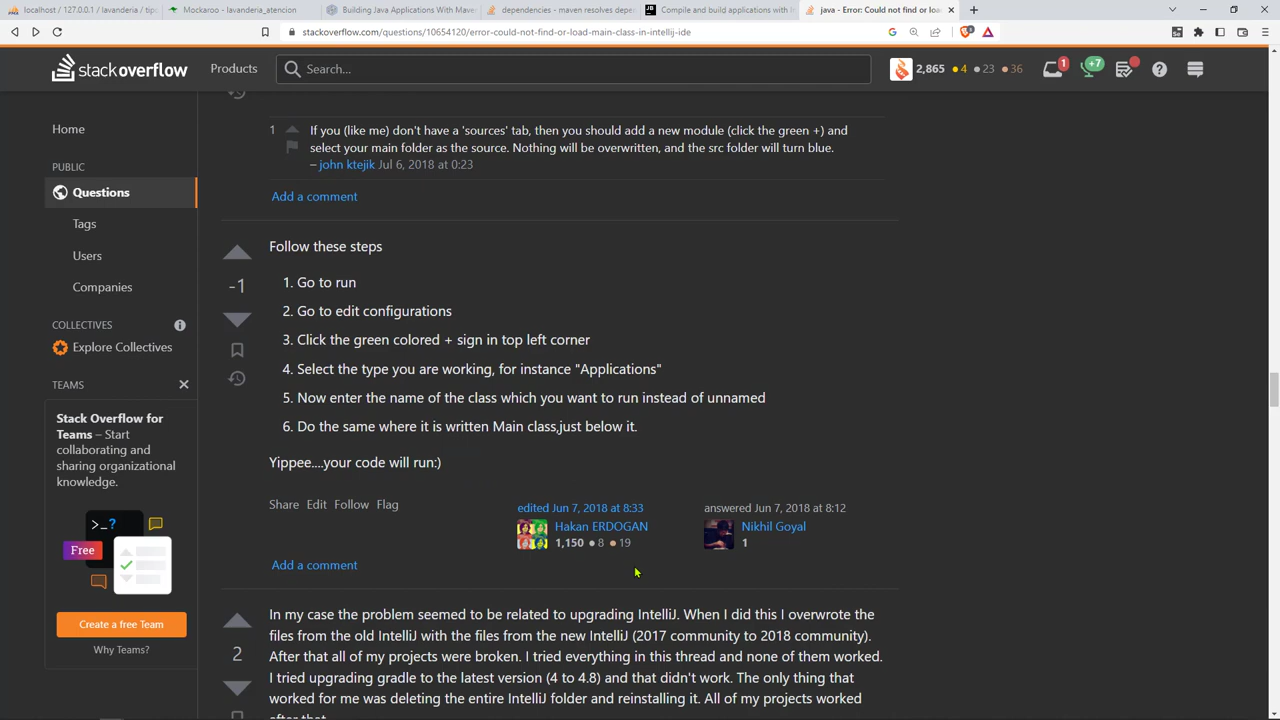 localhost / 127.0.0.1 / lavanderia / tip
Mockaroo - lavanderia_atencion
Building Java Applications With Mave
dependencies - maven resolves depe
Compile and build applications with I
java - Error: Could not find or loa
stackoverflow.com/questions/10654120/error-could-not-find-or-load-main-class-in-intellij-ide
stackoverflow
Products
Search...
2,865 4 23 36
1
+7
Home
PUBLIC
Questions
Tags
Users
Companies
COLLECTIVES
Explore Collectives
TEAMS
Stack Overflow for
Teams – Start
collaborating and
sharing organizational
knowledge.
>_?
Free
Create a free Team
Why Teams?
1 If you (like me) don't have a 'sources' tab, then you should add a new module (click the green +) and
select your main folder as the source. Nothing will be overwritten, and the src folder will turn blue.
– john ktejik Jul 6, 2018 at 0:23
Add a comment
-1
Follow these steps
1. Go to run
2. Go to edit configurations
3. Click the green colored + sign in top left corner
4. Select the type you are working, for instance "Applications"
5. Now enter the name of the class which you want to run instead of unnamed
6. Do the same where it is written Main class,just below it.
Yippee....your code will run:)
Share Edit Follow Flag
edited Jun 7, 2018 at 8:33
Hakan ERDOGAN
1,150 8 19
answered Jun 7, 2018 at 8:12
Nikhil Goyal
1
Add a comment
2
In my case the problem seemed to be related to upgrading IntelliJ. When I did this I overwrote the
files from the old IntelliJ with the files from the new IntelliJ (2017 community to 2018 community).
After that all of my projects were broken. I tried everything in this thread and none of them worked.
I tried upgrading gradle to the latest version (4 to 4.8) and that didn't work. The only thing that
worked for me was deleting the entire IntelliJ folder and reinstalling it. All of my projects worked
after that.